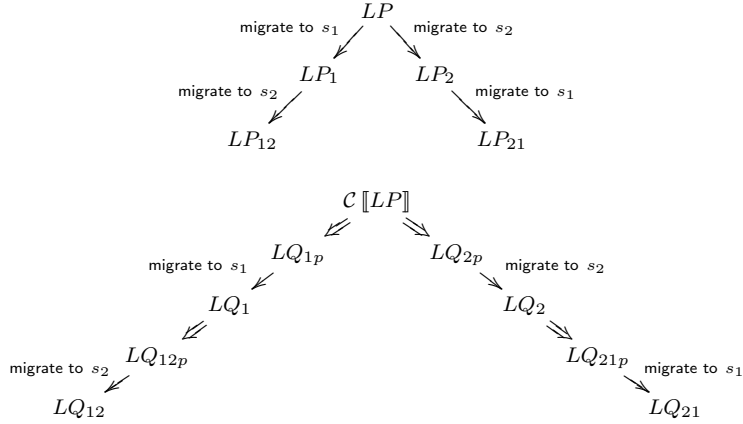 LP
migrate to s₁ migrate to s₂
LP₁ LP₂
migrate to s₂ migrate to s₁
LP₁₂ LP₂₁
𝒞 ⟦LP⟧
LQ₁ₚ LQ₂ₚ
migrate to s₁ migrate to s₂
LQ₁ LQ₂
LQ₁₂ₚ LQ₂₁ₚ
migrate to s₂ migrate to s₁
LQ₁₂ LQ₂₁